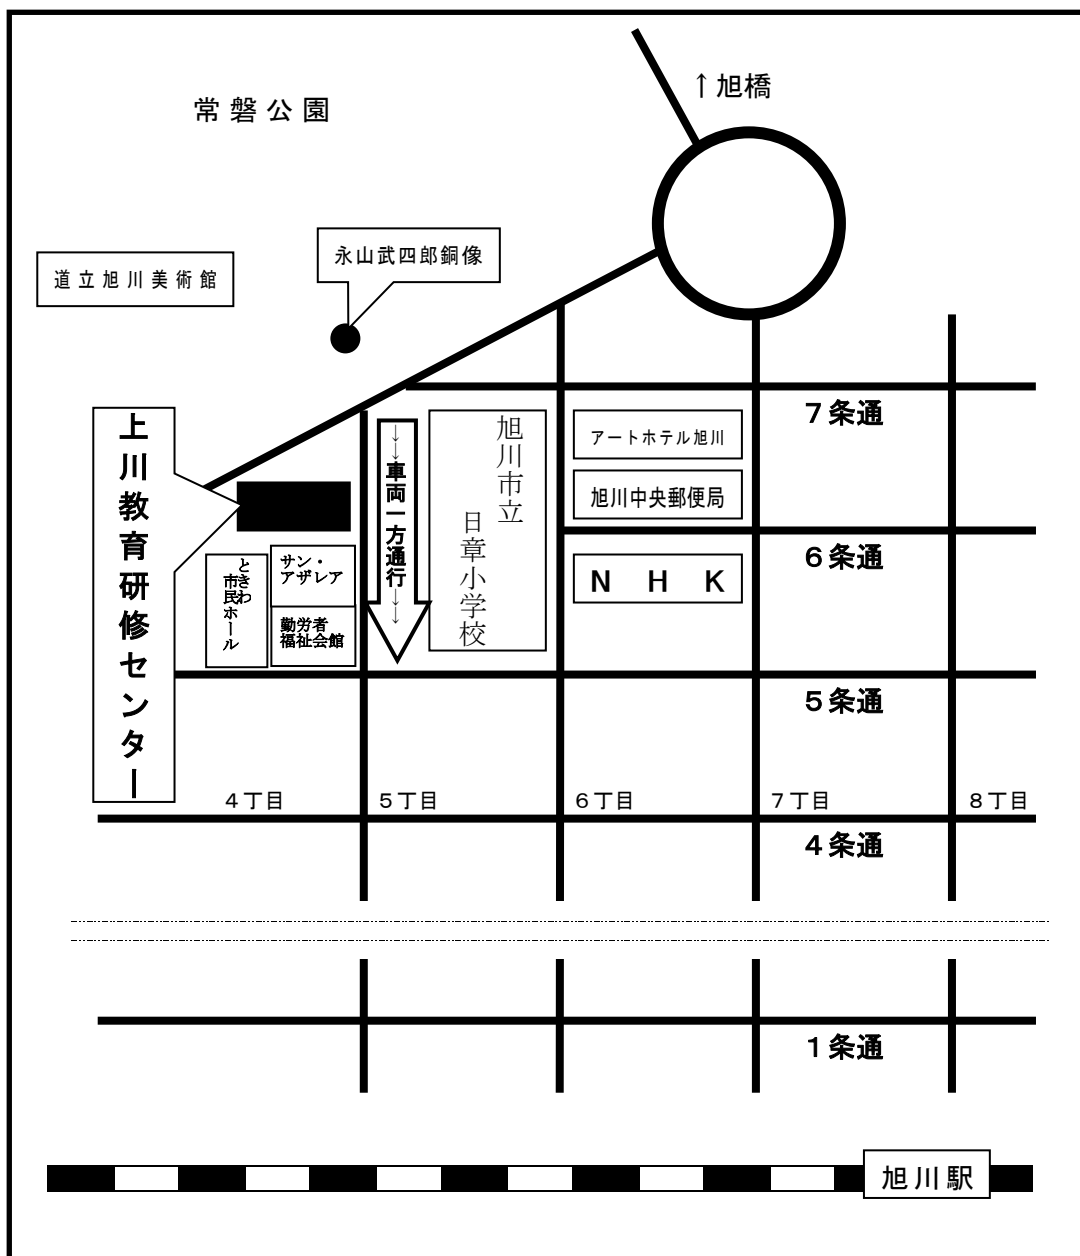 ↑旭橋
常磐公園
永山武四郎銅像
道立旭川美術館
7条通
上川教育研修センター
→→車両一方通行→→
旭川市立
日章小学校
アートホテル旭川
旭川中央郵便局
6条通
ときわ
市民ホール
サン・
アザレア
勤労者
福祉会館
NHK
5条通
4丁目
5丁目
6丁目
7丁目
8丁目
4条通
1条通
旭川駅